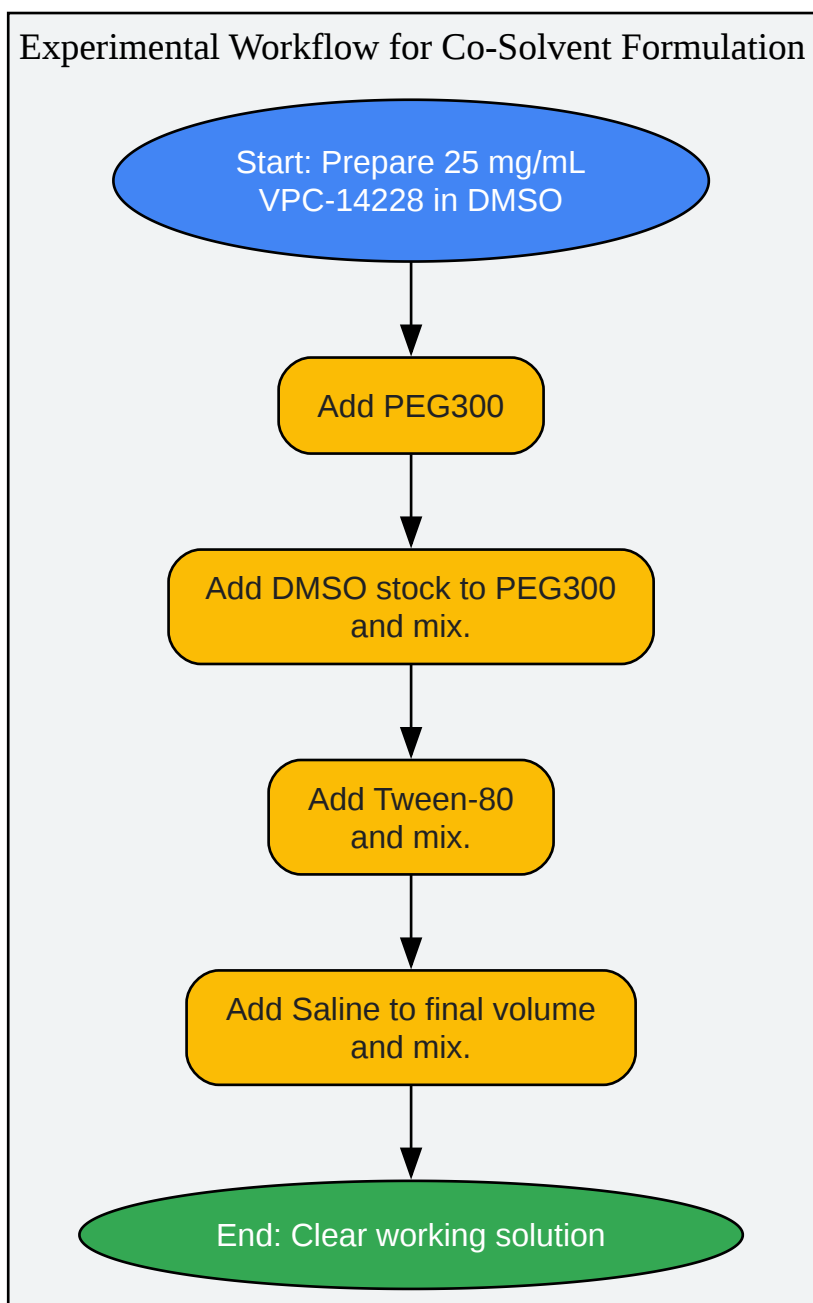 Experimental Workflow for Co-Solvent Formulation
Start: Prepare 25 mg/mL
VPC-14228 in DMSO
Add PEG300
Add DMSO stock to PEG300
and mix.
Add Tween-80
and mix.
Add Saline to final volume
and mix.
End: Clear working solution